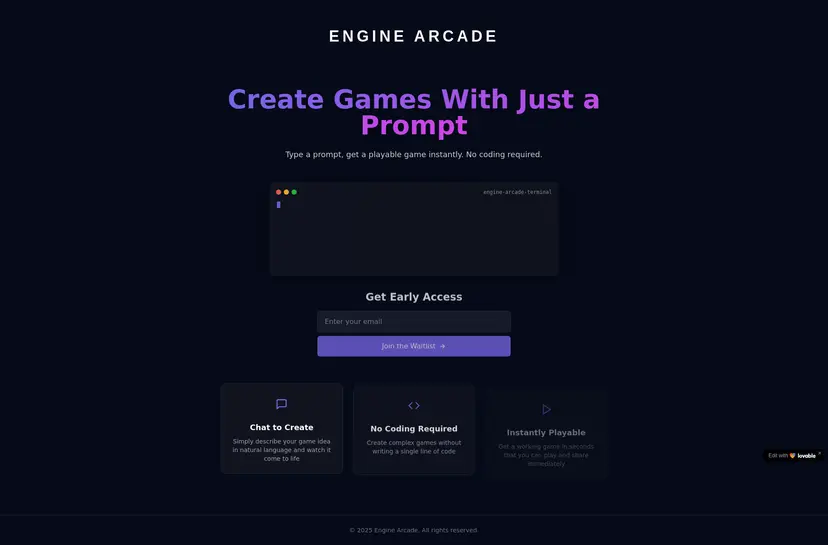 ENGINE ARCADE
Create Games With Just a
Prompt
Type a prompt, get a playable game instantly. No coding required.
engine-arcade-terminal
Get Early Access
Enter your email
Join the Waitlist →
Chat to Create
Simply describe your game idea
in natural language and watch it
come to life
No Coding Required
Create complex games without
writing a single line of code
Instantly Playable
Get a working game in seconds
that you can play and share
immediately
Edit with lovable
© 2025 Engine Arcade. All rights reserved.